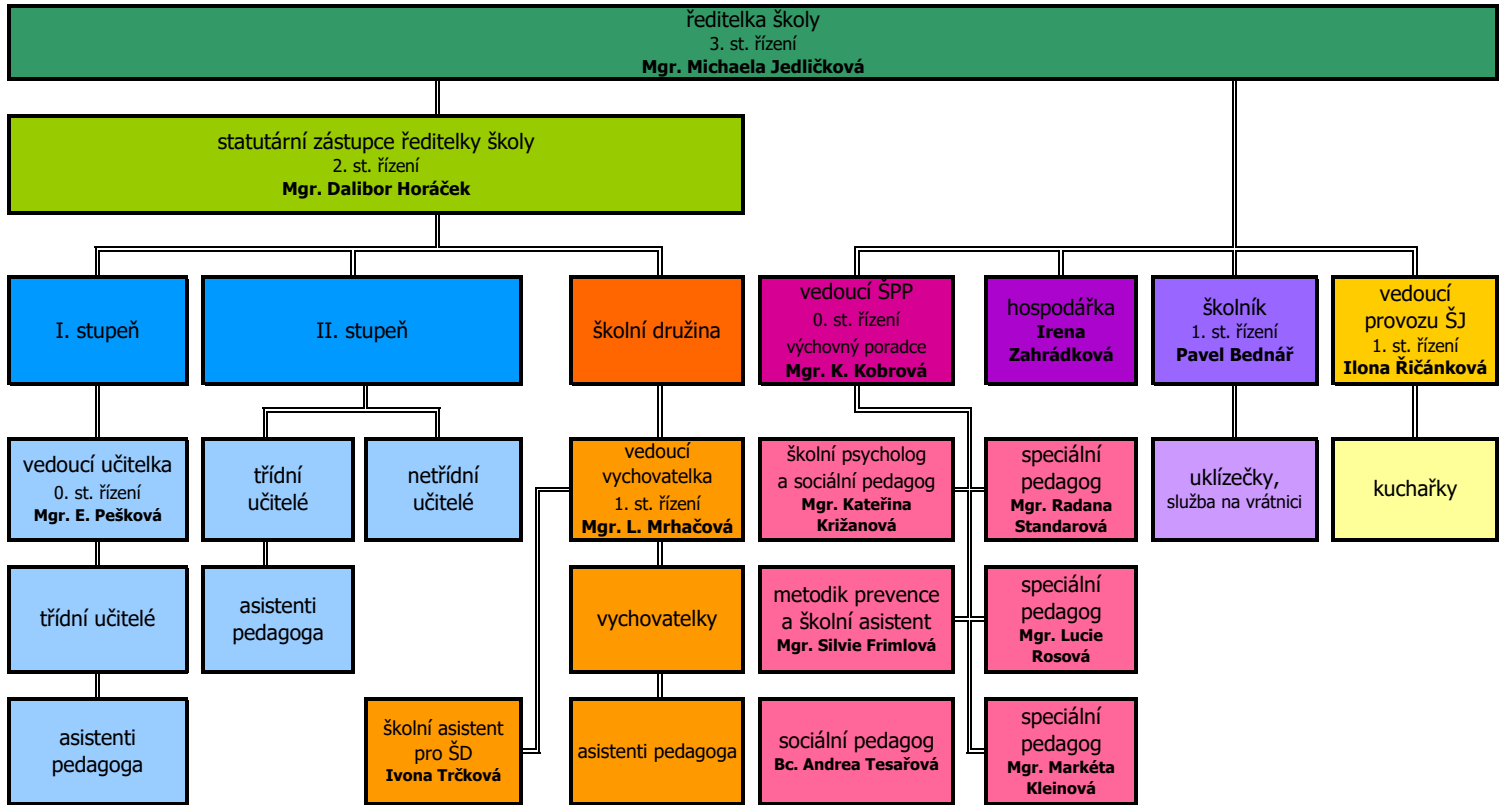 ředitelka školy
3. st. řízení
Mgr. Michaela Jedličková
statutární zástupce ředitelky školy
2. st. řízení
Mgr. Dalibor Horáček
I. stupeň
II. stupeň
školní družina
vedoucí ŠPP
0. st. řízení
výchovný poradce
Mgr. K. Kobrová
hospodářka
Irena
Zahrádková
školník
1. st. řízení
Pavel Bednář
vedoucí
provozu ŠJ
1. st. řízení
Ilona Řičánková
vedoucí učitelka
0. st. řízení
Mgr. E. Pešková
třídní
učitelé
netřídní
učitelé
vedoucí
vychovatelka
1. st. řízení
Mgr. L. Mrhačová
školní psycholog
a sociální pedagog
Mgr. Kateřina
Križanová
speciální
pedagog
Mgr. Radana
Standarová
uklízečky,
služba na vrátnici
kuchařky
třídní učitelé
asistenti
pedagoga
vychovatelky
metodik prevence
a školní asistent
Mgr. Silvie Frimlová
speciální
pedagog
Mgr. Lucie
Rosová
asistenti
pedagoga
školní asistent
pro ŠD
Ivona Trčková
asistenti pedagoga
sociální pedagog
Bc. Andrea Tesařová
speciální
pedagog
Mgr. Markéta
Kleinová